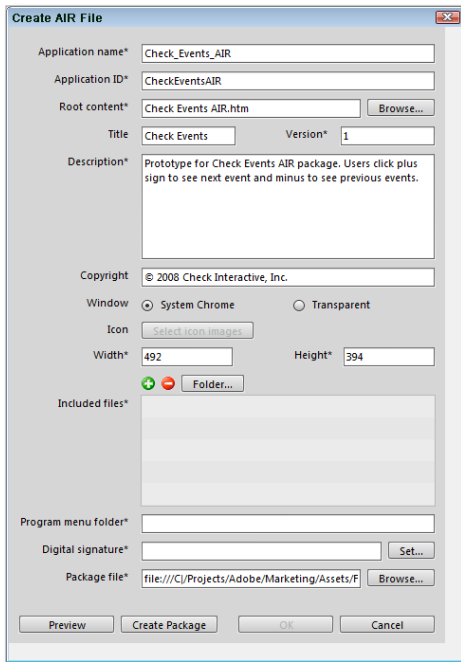 Create AIR File
Application name* Check_Events_AIR
Application ID* CheckEventsAIR
Root content* Check Events AIR.htm Browse...
Title Check Events Version* 1
Description* Prototype for Check Events AIR package. Users click plus
sign to see next event and minus to see previous events.
Copyright © 2008 Check Interactive, Inc.
Window System Chrome Transparent
Icon Select icon images
Width* 492 Height* 394
Folder...
Included files*
Program menu folder*
Digital signature* Set...
Package file* file:///C|/Projects/Adobe/Marketing/Assets/F Browse...
Preview Create Package OK Cancel